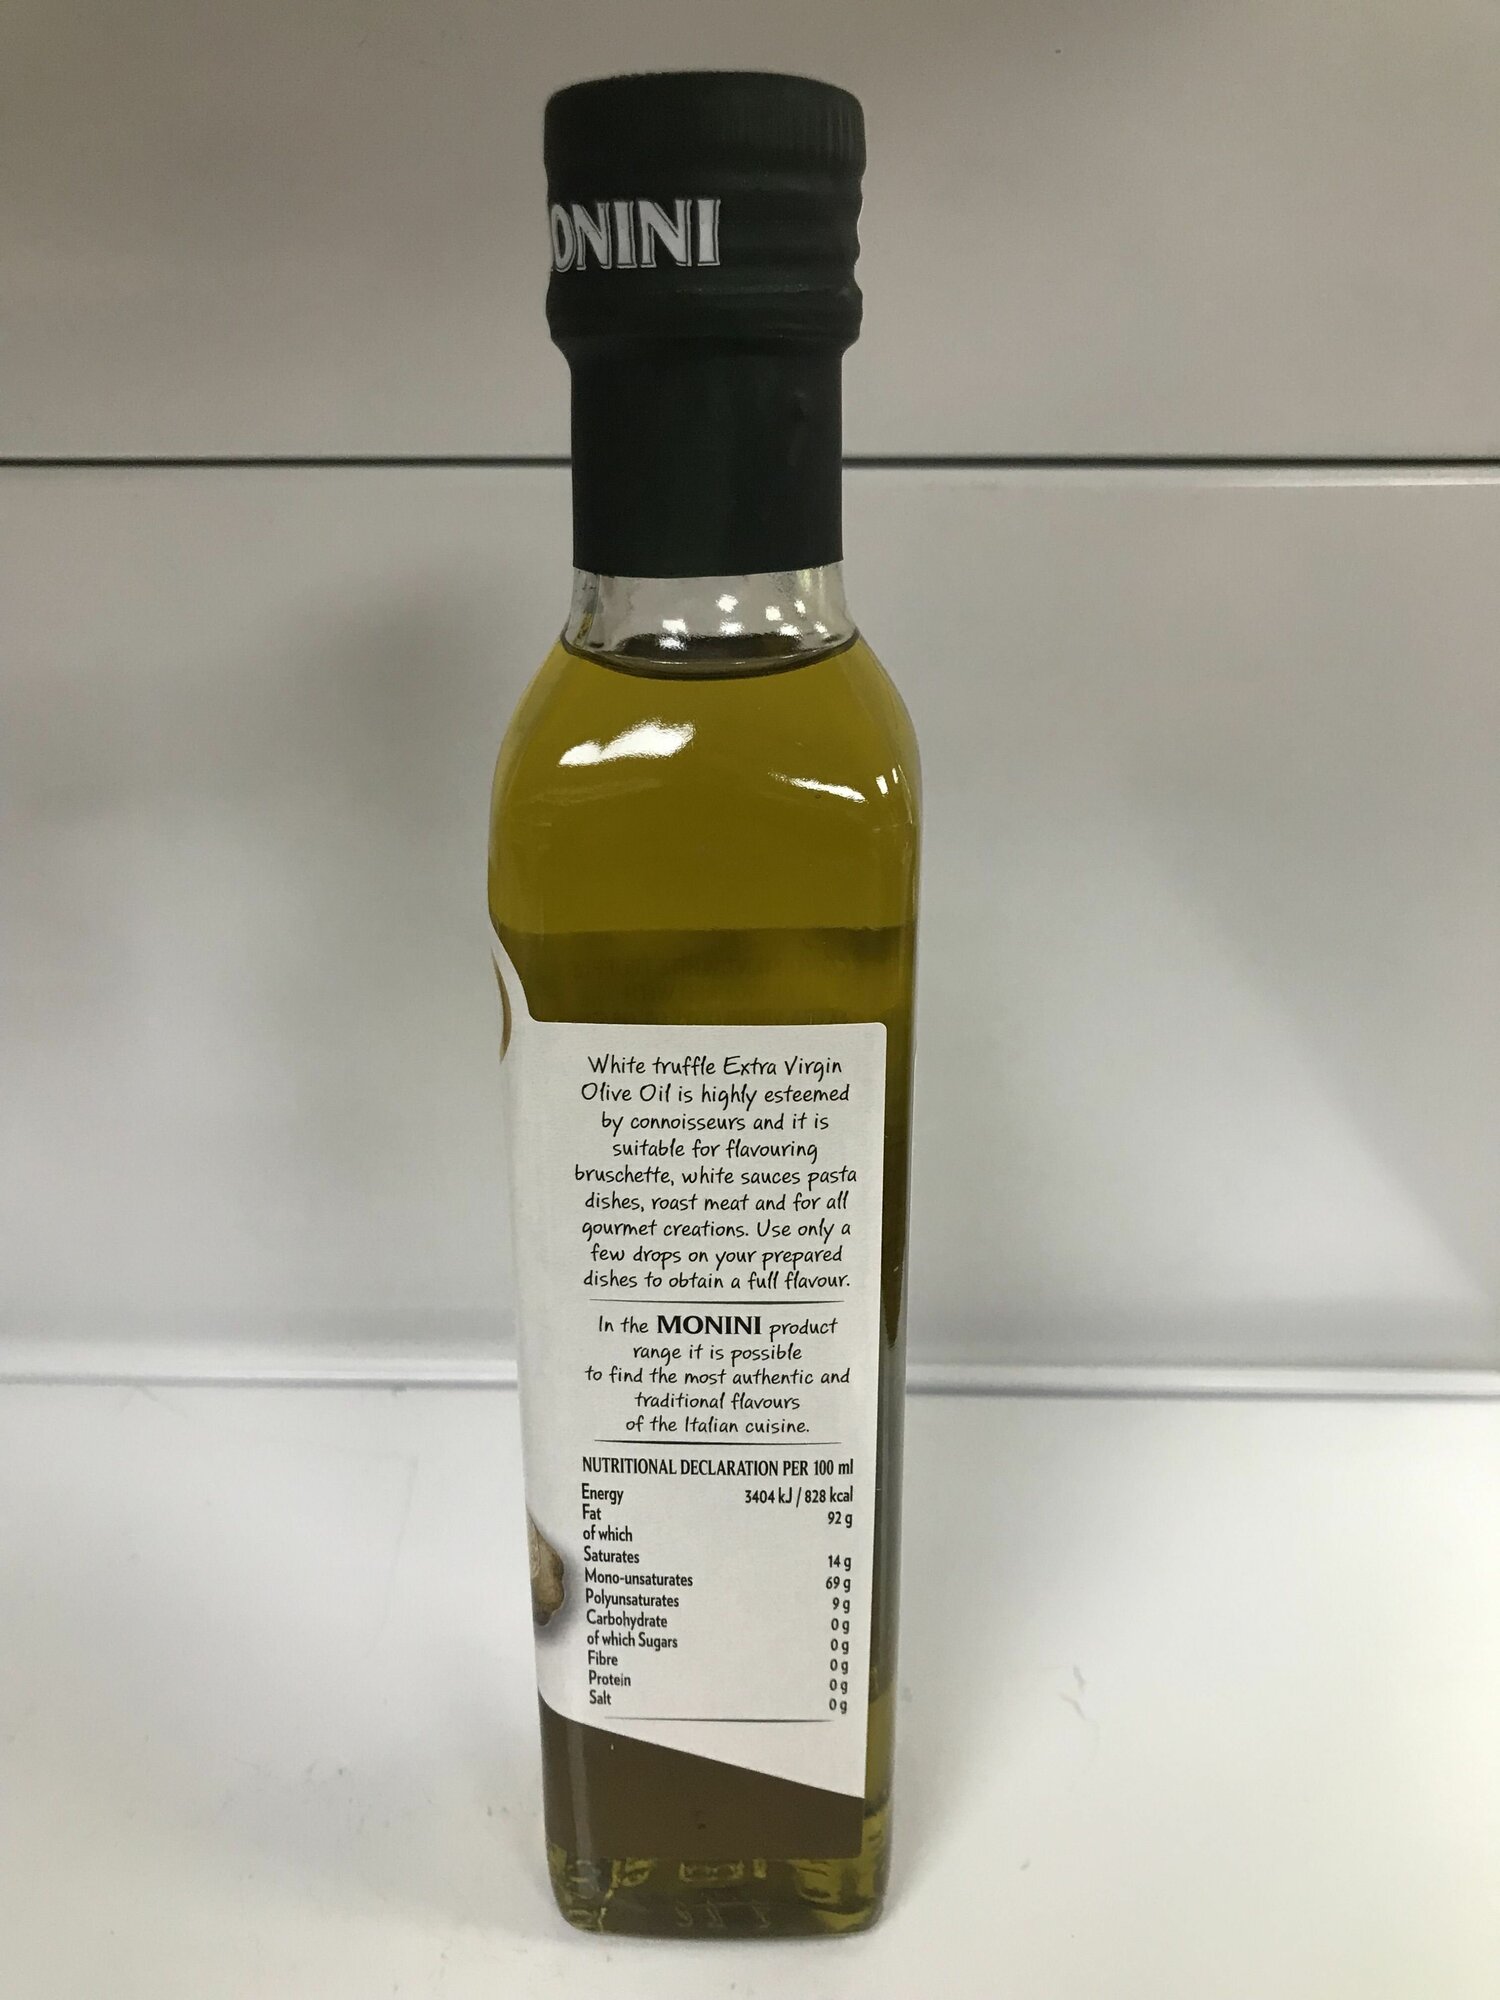 ONINI
White truffle Extra Virgin
Olive Oil is highly esteemed
by connoisseurs and it is
suitable for flavouring
bruschette, white sauces pasta
dishes, roast meat and for all
gourmet creations. Use only a
few drops on your prepared
dishes to obtain a full flavour.
In the MONINI product
range it is possible
to find the most authentic and
traditional flavours
of the Italian cuisine.
NUTRITIONAL DECLARATION PER 100 ml
Energy 3404 kJ / 828 kcal
Fat 92 g
of which
Saturates 14 g
Mono-unsaturates 69 g
Polyunsaturates 9 g
Carbohydrate 0 g
of which Sugars 0 g
Fibre 0 g
Protein 0 g
Salt 0 g